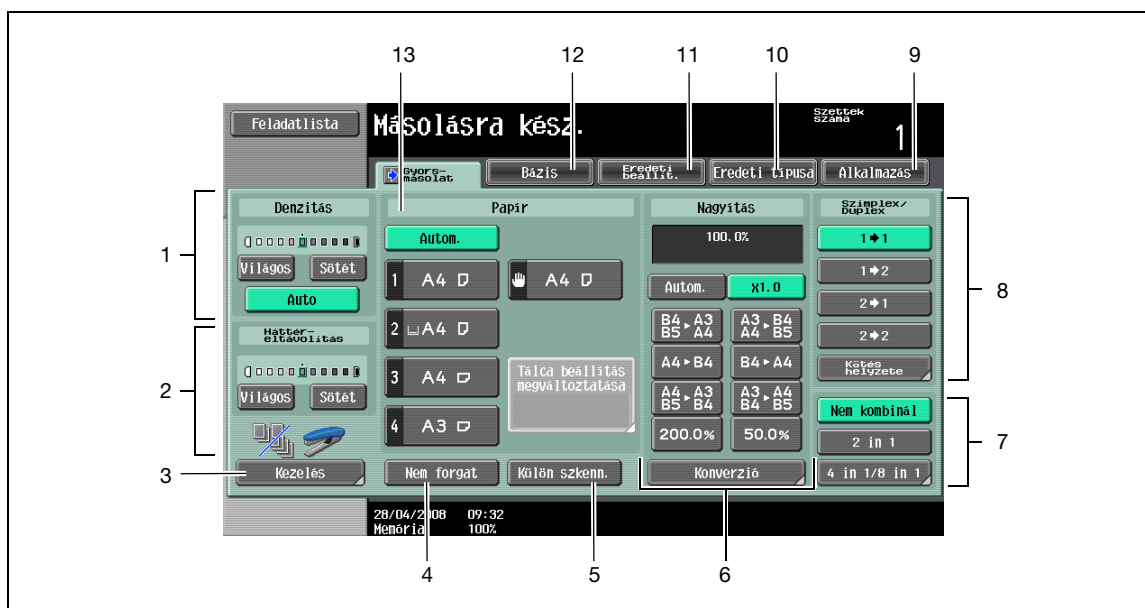 13
12
11
10
9
Feladatlista
Másolásra kész.
Szettek
száma
1
Gyors-
másolat
Bázis
Eredeti
beállít.
Eredeti típusa
Alkalmazás
1
Denzitás
Világos
Sötét
Auto
2
Háttér-
eltávolítás
Világos
Sötét
3
Kezelés
Papír
Autom.
1 A4
A4
2 A4
3 A4
4 A3
Tálca beállítás
megváltoztatása
Nem forgat
Külön szkenn.
Nagyítás
100.0%
Autom.
x1.0
B4 A3
B5 A4
A3 B4
A4 B5
A4 B4
B4 A4
A4 A3
B5 B4
A3 A4
B4 B5
200.0%
50.0%
Konverzió
Szimplex/
Duplex
1 1
1 2
2 1
2 2
Kötés
helyzete
8
Nem kombinál
2 in 1
4 in 1/8 in 1
7
28/04/2008 09:32
Memória 100%
4
5
6